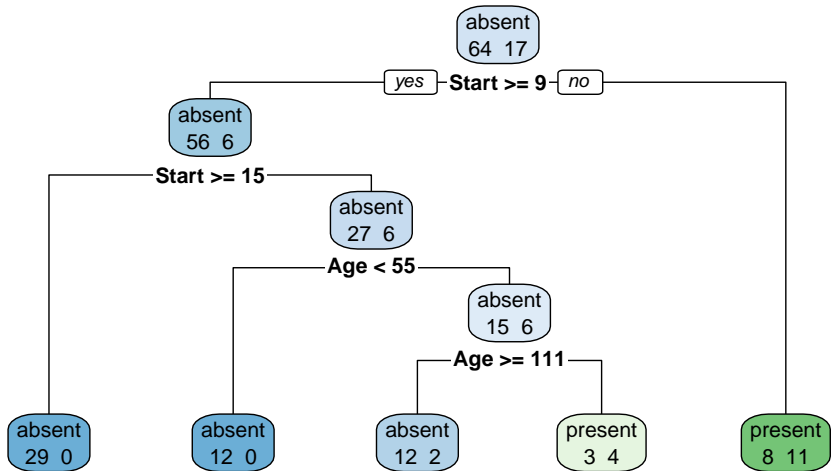 absent
64 17
yes Start >= 9 no
absent
56 6
Start >= 15
absent
27 6
Age < 55
absent
15 6
Age >= 111
absent absent absent present present
29 0 12 0 12 2 3 4 8 11